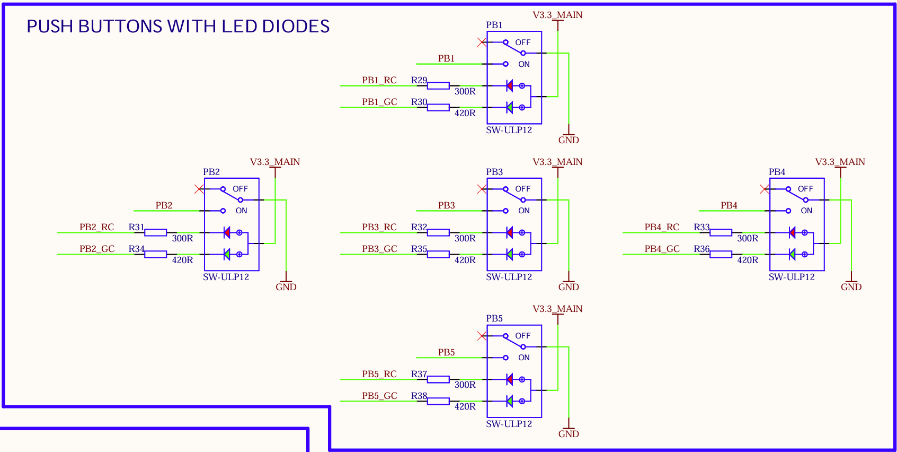 PUSH BUTTONS WITH LED DIODES
V3.3_MAIN
PB1
OFF
PB1
ON
PB1_RC
R29
300R
PB1_GC
R30
420R
SW-ULP12
GND
V3.3_MAIN
PB2
OFF
PB2
ON
PB2_RC
R31
300R
PB2_GC
R34
420R
SW-ULP12
GND
V3.3_MAIN
PB3
OFF
PB3
ON
PB3_RC
R32
300R
PB3_GC
R35
420R
SW-ULP12
GND
V3.3_MAIN
PB4
OFF
PB4
ON
PB4_RC
R33
300R
PB4_GC
R36
420R
SW-ULP12
GND
V3.3_MAIN
PB5
OFF
PB5
ON
PB5_RC
R37
300R
PB5_GC
R38
420R
SW-ULP12
GND